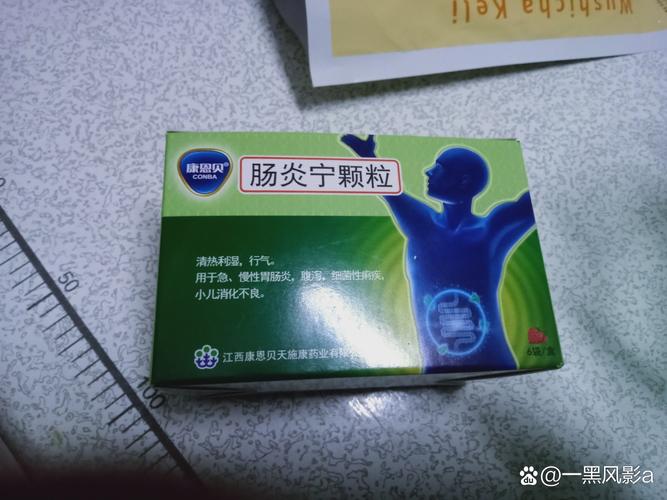 Wushicha Keli
康恩贝®
CONBA
肠炎宁颗粒
清热利湿，行气。
用于急、慢性胃肠炎，腹泻，细菌性痢疾，
小儿消化不良。
江西康恩贝天施康药业有限
6袋/盒
50
100
Bai du @一黑风影a